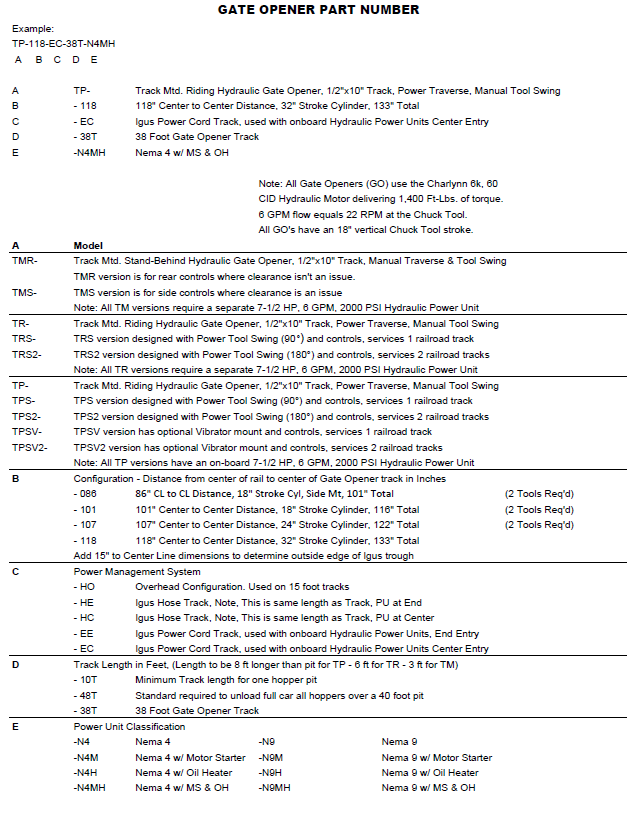 GATE OPENER PART NUMBER
Example:
TP-118-EC-38T-N4MH
A B C D E
A TP- Track Mtd. Riding Hydraulic Gate Opener, 1/2"x10" Track, Power Traverse, Manual Tool Swing
B - 118 118" Center to Center Distance, 32" Stroke Cylinder, 133" Total
C - EC Igus Power Cord Track, used with onboard Hydraulic Power Units Center Entry
D - 38T 38 Foot Gate Opener Track
E -N4MH Nema 4 w/ MS & OH
Note: All Gate Openers (GO) use the Charlynn 6k, 60
CID Hydraulic Motor delivering 1,400 Ft-Lbs. of torque.
6 GPM flow equals 22 RPM at the Chuck Tool.
All GO's have an 18" vertical Chuck Tool stroke.
A Model
TMR- Track Mtd. Stand-Behind Hydraulic Gate Opener, 1/2"x10" Track, Manual Traverse & Tool Swing
TMR version is for rear controls where clearance isn't an issue.
TMS- TMS version is for side controls where clearance is an issue
Note: All TM versions require a separate 7-1/2 HP, 6 GPM, 2000 PSI Hydraulic Power Unit
TR- Track Mtd. Riding Hydraulic Gate Opener, 1/2"x10" Track, Power Traverse, Manual Tool Swing
TRS- TRS version designed with Power Tool Swing (90°) and controls, services 1 railroad track
TRS2- TRS2 version designed with Power Tool Swing (180°) and controls, services 2 railroad tracks
Note: All TR versions require a separate 7-1/2 HP, 6 GPM, 2000 PSI Hydraulic Power Unit
TP- Track Mtd. Riding Hydraulic Gate Opener, 1/2"x10" Track, Power Traverse, Manual Tool Swing
TPS- TPS version designed with Power Tool Swing (90°) and controls, services 1 railroad track
TPS2- TPS2 version designed with Power Tool Swing (180°) and controls, services 2 railroad tracks
TPSV- TPSV version has optional Vibrator mount and controls, services 1 railroad track
TPSV2- TPSV2 version has optional Vibrator mount and controls, services 2 railroad tracks
Note: All TP versions have an on-board 7-1/2 HP, 6 GPM, 2000 PSI Hydraulic Power Unit
B Configuration - Distance from center of rail to center of Gate Opener track in Inches
- 086 86" CL to CL Distance, 18" Stroke Cyl, Side Mt, 101" Total (2 Tools Req'd)
- 101 101" Center to Center Distance, 18" Stroke Cylinder, 116" Total (2 Tools Req'd)
- 107 107" Center to Center Distance, 24" Stroke Cylinder, 122" Total (2 Tools Req'd)
- 118 118" Center to Center Distance, 32" Stroke Cylinder, 133" Total
Add 15" to Center Line dimensions to determine outside edge of Igus trough
C Power Management System
- HO Overhead Configuration. Used on 15 foot tracks
- HE Igus Hose Track, Note, This is same length as Track, PU at End
- HC Igus Hose Track, Note, This is same length as Track, PU at Center
- EE Igus Power Cord Track, used with onboard Hydraulic Power Units, End Entry
- EC Igus Power Cord Track, used with onboard Hydraulic Power Units Center Entry
D Track Length in Feet, (Length to be 8 ft longer than pit for TP - 6 ft for TR - 3 ft for TM)
- 10T Minimum Track length for one hopper pit
- 48T Standard required to unload full car all hoppers over a 40 foot pit
- 38T 38 Foot Gate Opener Track
E Power Unit Classification
-N4 Nema 4 -N9 Nema 9
-N4M Nema 4 w/ Motor Starter -N9M Nema 9 w/ Motor Starter
-N4H Nema 4 w/ Oil Heater -N9H Nema 9 w/ Oil Heater
-N4MH Nema 4 w/ MS & OH -N9MH Nema 9 w/ MS & OH